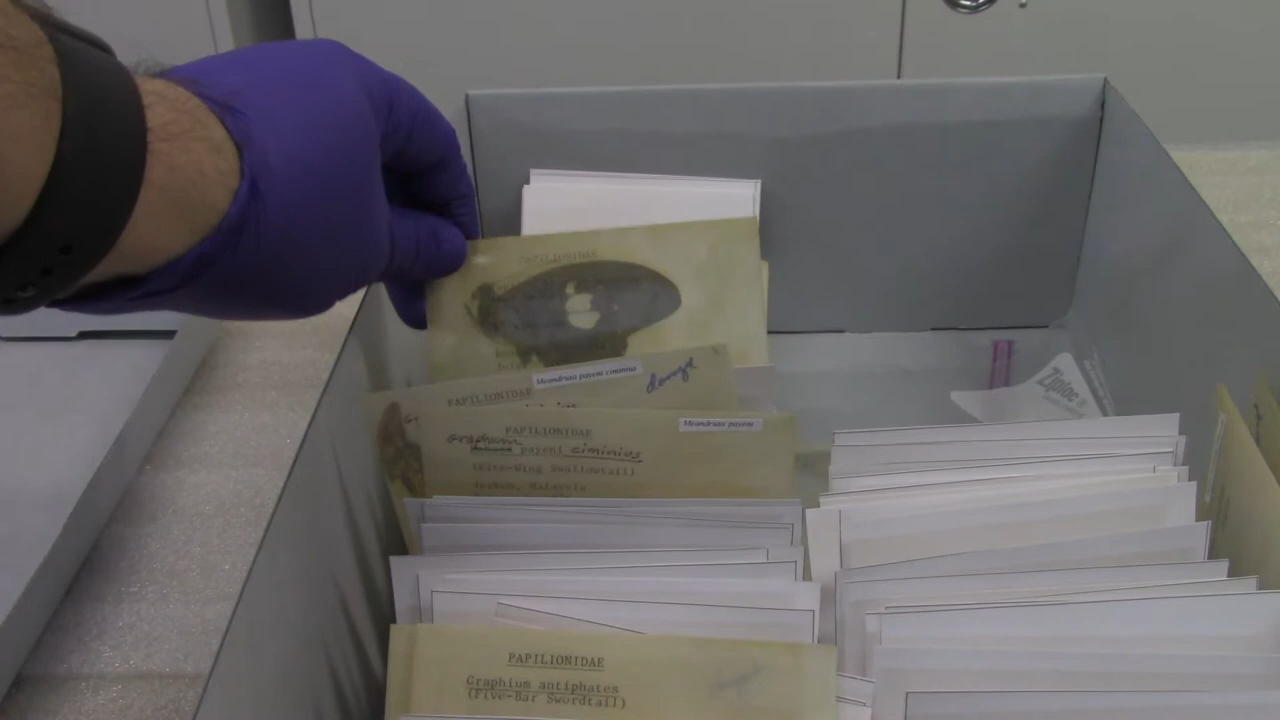 PAPILIONIDAE
Meandrusa payeni ciminius
PAPILIONIDAE
Meandrusa payeni
PAPILIONIDAE
Graphium
payeni ciminius
(Kite-Wing Swallowtail)
Malaysia
Ziploc
PAPILIONIDAE
Graphium antiphates
(Five-Bar Swordtail)